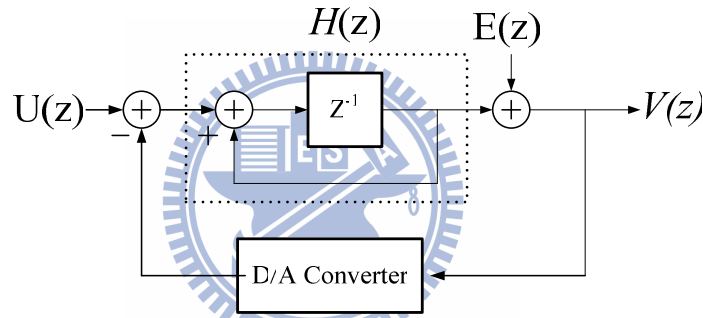 H(z)
E(z)
U(z)
+
+
Z⁻¹
+
V(z)
−
+
E S A
D/A Converter